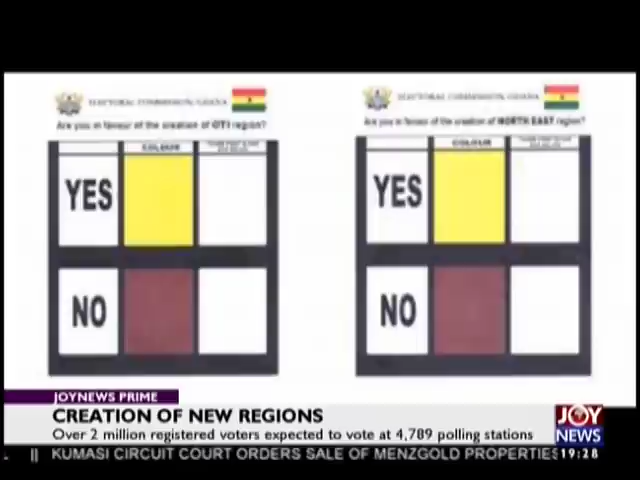 ELECTORAL COMMISSION, GHANA
Are you in favour of the creation of OTI region?
COLOUR
YES
NO
ELECTORAL COMMISSION, GHANA
Are you in favour of the creation of NORTH EAST region?
COLOUR
YES
NO
JOYNEWS PRIME
CREATION OF NEW REGIONS
Over 2 million registered voters expected to vote at 4,789 polling stations
JOY
NEWS
|| KUMASI CIRCUIT COURT ORDERS SALE OF MENZGOLD PROPERTIES
19:28